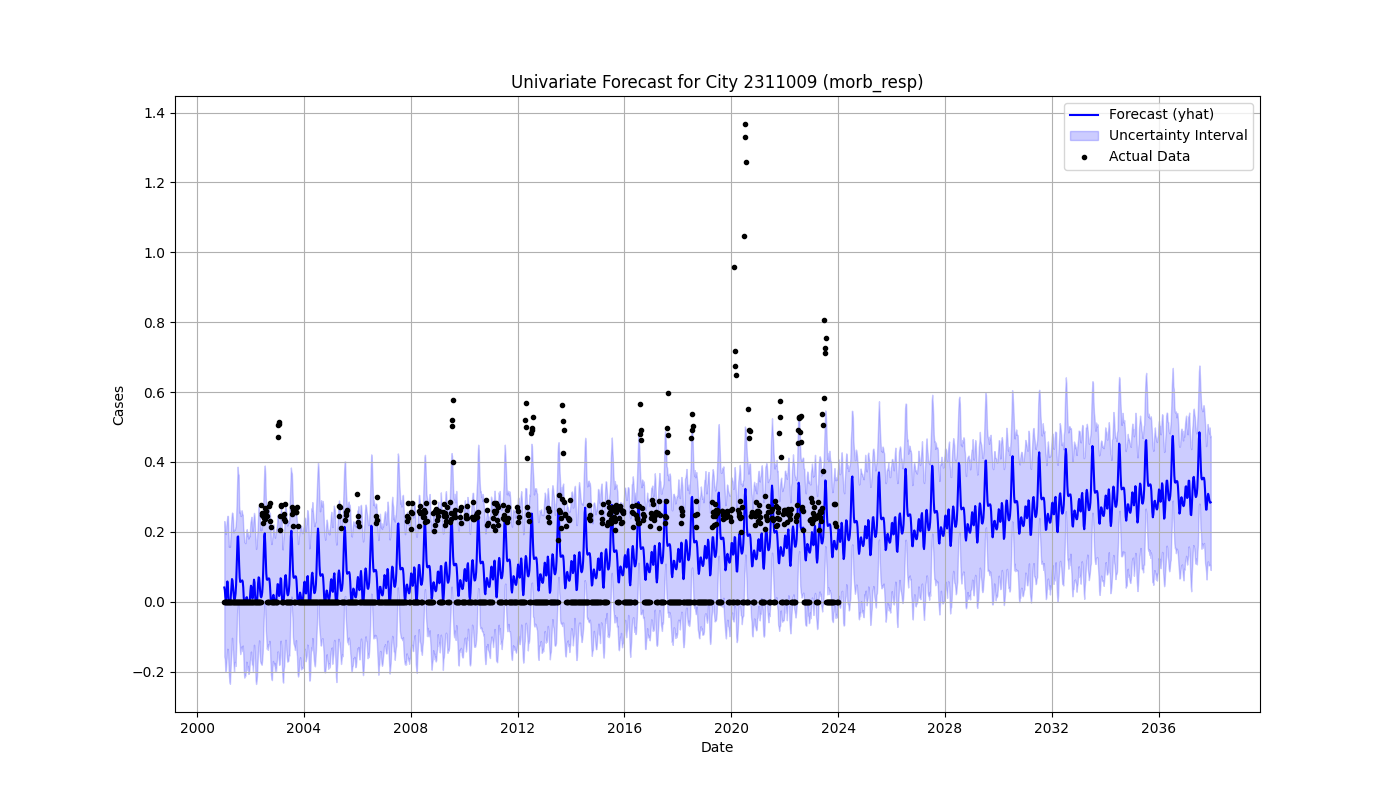 Univariate Forecast for City 2311009 (morb_resp)
Forecast (yhat)
Uncertainty Interval
Actual Data
Cases
1.4
1.2
1.0
0.8
0.6
0.4
0.2
0.0
−0.2
2000 2004 2008 2012 2016 2020 2024 2028 2032 2036
Date